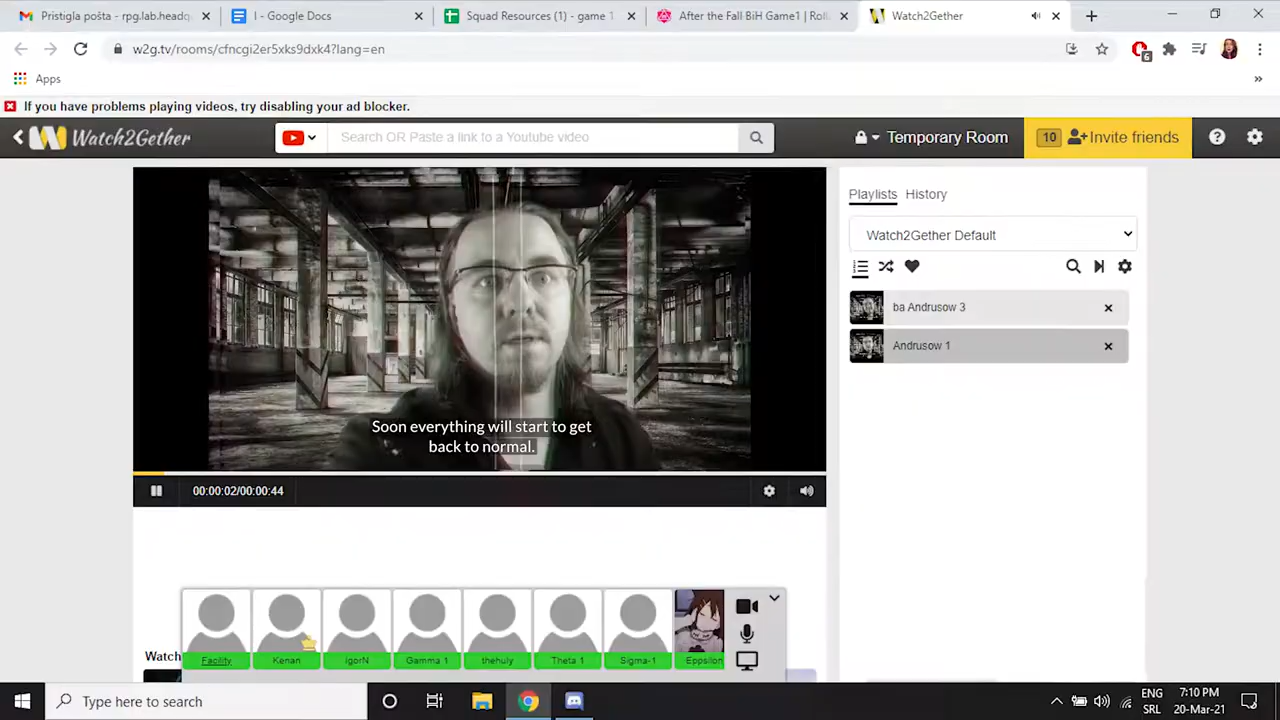 Pristigla pošta - rpg.lab.headq
I - Google Docs
Squad Resources (1) - game 1
After the Fall BiH Game1 | Roll
Watch2Gether
w2g.tv/rooms/cfncgi2er5xks9dxk4?lang=en
6
Apps
»
If you have problems playing videos, try disabling your ad blocker.
Watch2Gether
Search OR Paste a link to a Youtube video
Temporary Room
10
Invite friends
Playlists
History
Watch2Gether Default
ba Andrusow 3
Andrusow 1
Soon everything will start to get
back to normal.
00:00:02/00:00:44
Facility
Kenan
IgorN
Gamma 1
thehuly
Theta 1
Sigma-1
Eppsilon
Watch
Type here to search
ENG
SRL
7:10 PM
20-Mar-21